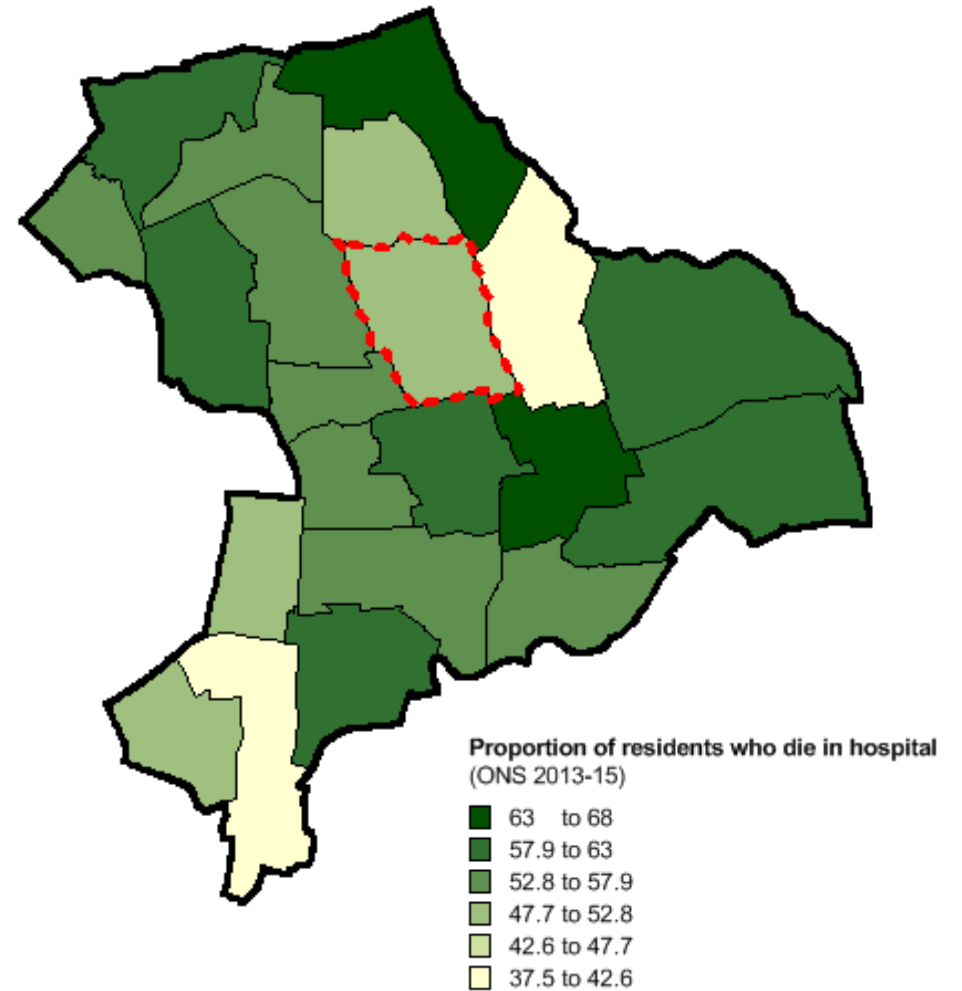 Proportion of residents who die in hospital
(ONS 2013-15)
63 to 68
57.9 to 63
52.8 to 57.9
47.7 to 52.8
42.6 to 47.7
37.5 to 42.6